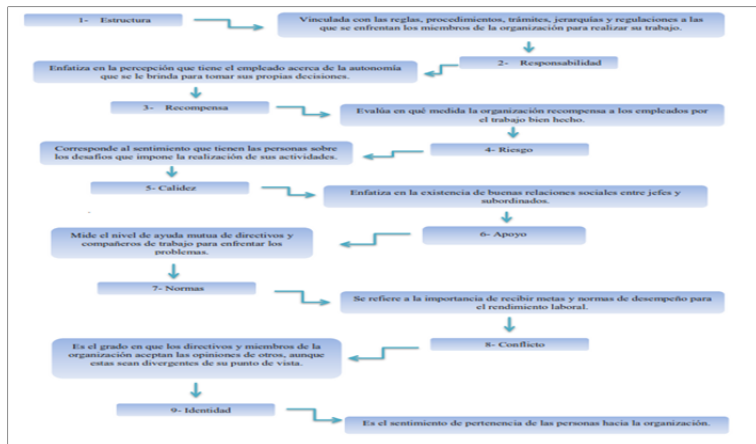 1- Estructura
Vinculada con las reglas, procedimientos, trámites, jerarquías y regulaciones a las
que se enfrentan los miembros de la organización para realizar su trabajo.
2- Responsabilidad
Enfatiza en la percepción que tiene el empleado acerca de la autonomía
que se le brinda para tomar sus propias decisiones.
3- Recompensa
Evalúa en qué medida la organización recompensa a los empleados por
el trabajo bien hecho.
4- Riesgo
Corresponde al sentimiento que tienen las personas sobre
los desafíos que impone la realización de sus actividades.
5- Calidez
Enfatiza en la existencia de buenas relaciones sociales entre jefes y
subordinados.
6- Apoyo
Mide el nivel de ayuda mutua de directivos y
compañeros de trabajo para enfrentar los
problemas.
7- Normas
Se refiere a la importancia de recibir metas y normas de desempeño para
el rendimiento laboral.
8- Conflicto
Es el grado en que los directivos y miembros de la
organización aceptan las opiniones de otros, aunque
estas sean divergentes de su punto de vista.
9- Identidad
Es el sentimiento de pertenencia de las personas hacia la organización.